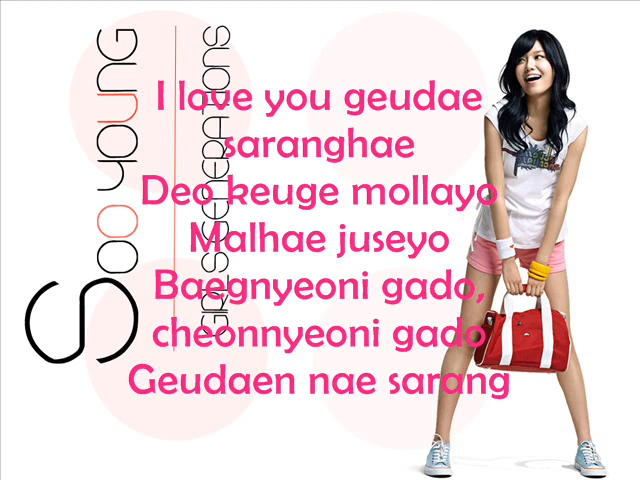 Soo young
GIRLS GENERATIONS
I love you geudae
saranghae
Deo keuge mollayo
Malhae juseyo
Baegnyeoni gado,
cheonnyeoni gado
Geudaen nae sarang